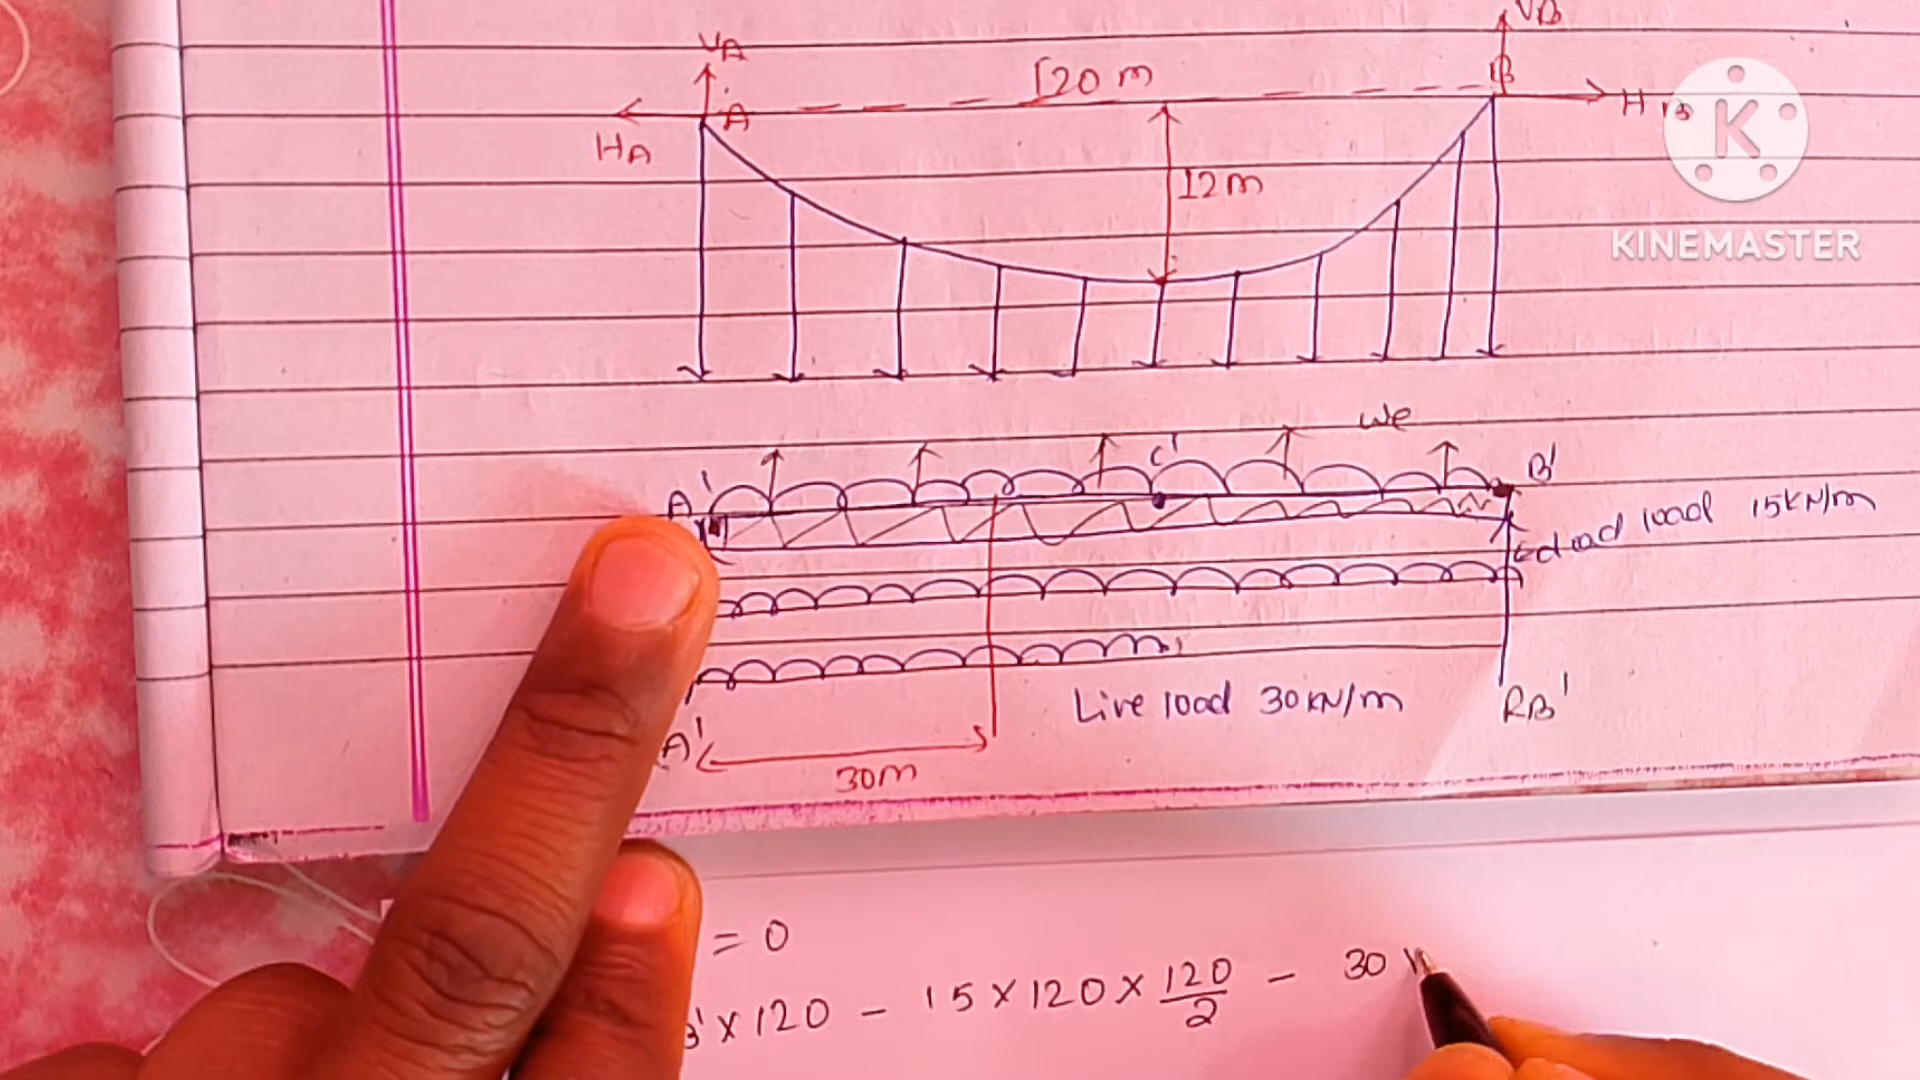 VA
VB
120 m
B
A
HA
H B
12m
K
KINEMASTER
we
C'
A'
B'
dead load 15KN/m
Live load 30KN/m
RB'
A'
30m
= 0
B' × 120 - 15 × 120 × 120/2 - 30